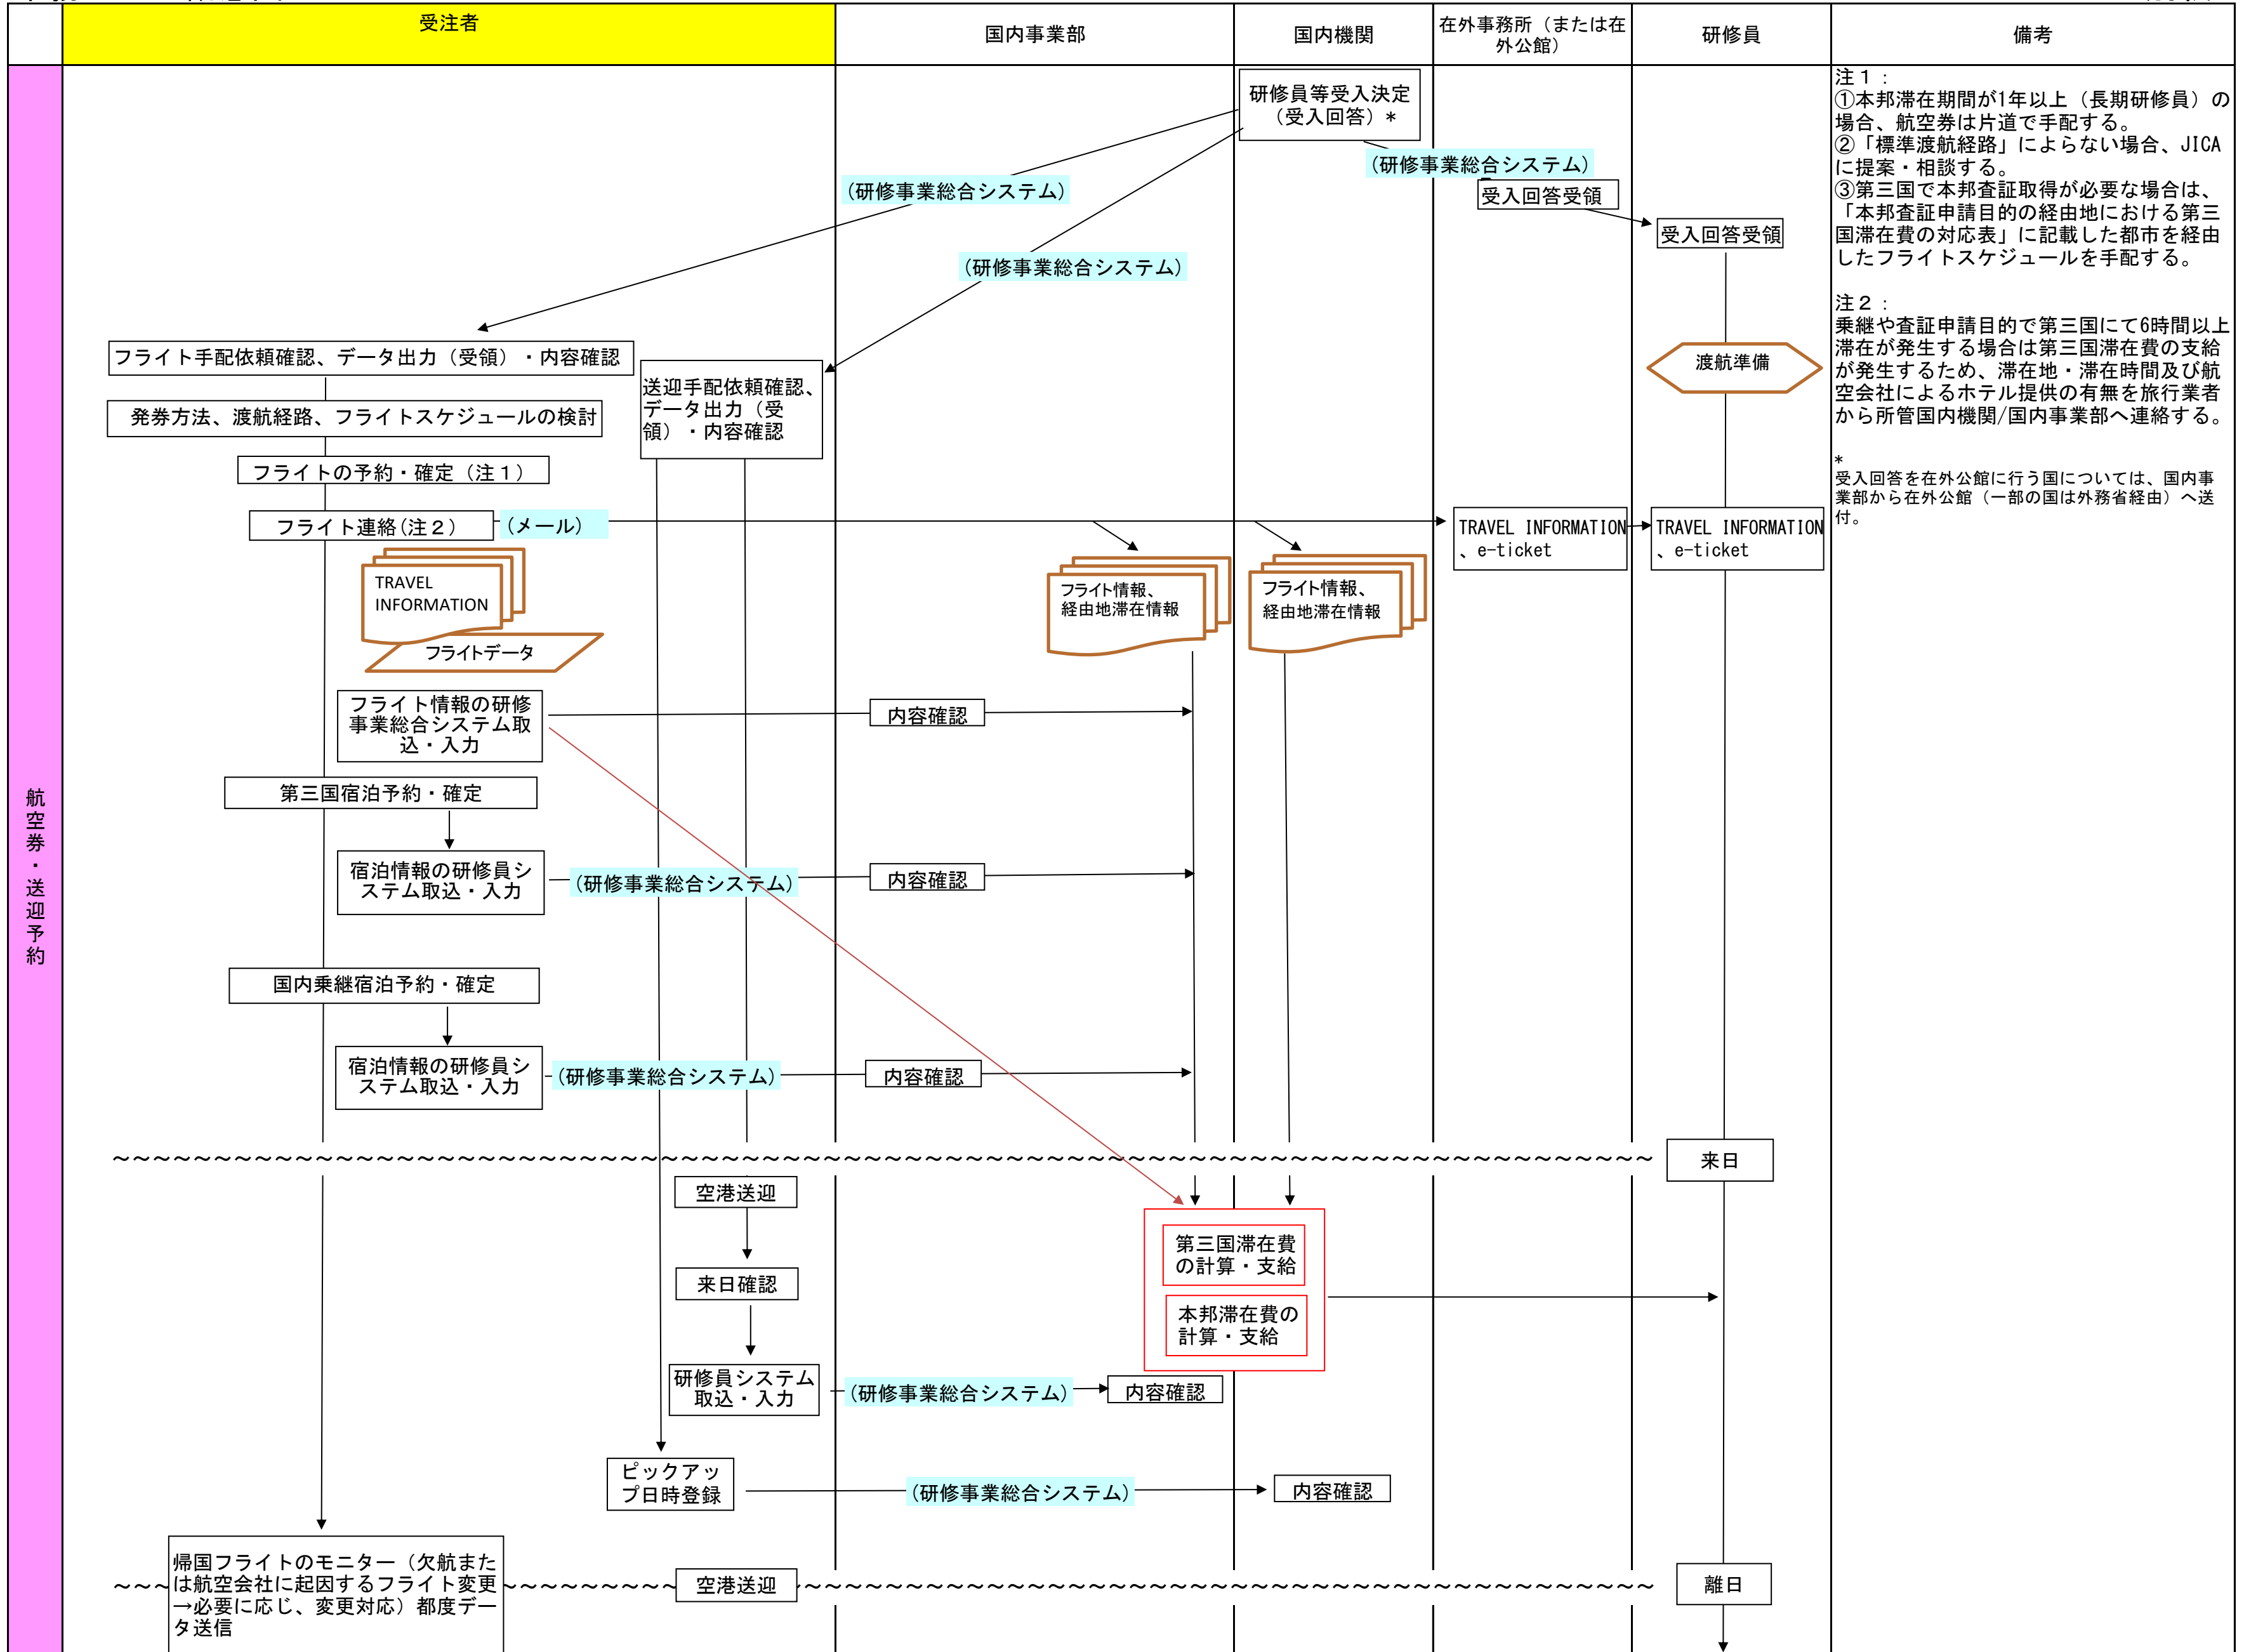 受注者
国内事業部
国内機関
在外事務所（または在
外公館）
研修員
備考
航空券・送迎予約
研修員等受入決定
（受入回答）*
(研修事業総合システム)
(研修事業総合システム)
(研修事業総合システム)
受入回答受領
受入回答受領
フライト手配依頼確認、データ出力（受領）・内容確認
送迎手配依頼確認、
データ出力（受
領）・内容確認
渡航準備
発券方法、渡航経路、フライトスケジュールの検討
フライトの予約・確定（注１）
フライト連絡(注２）
(メール)
TRAVEL INFORMATION
、e-ticket
TRAVEL INFORMATION
、e-ticket
TRAVEL
INFORMATION
フライトデータ
フライト情報、
経由地滞在情報
フライト情報、
経由地滞在情報
フライト情報の研修
事業総合システム取
込・入力
内容確認
第三国宿泊予約・確定
宿泊情報の研修員シ
ステム取込・入力
(研修事業総合システム)
内容確認
国内乗継宿泊予約・確定
宿泊情報の研修員シ
ステム取込・入力
(研修事業総合システム)
内容確認
来日
空港送迎
第三国滞在費
の計算・支給
来日確認
本邦滞在費の
計算・支給
研修員システム
取込・入力
(研修事業総合システム)
内容確認
ピックアッ
プ日時登録
(研修事業総合システム)
内容確認
帰国フライトのモニター（欠航また
は航空会社に起因するフライト変更
→必要に応じ、変更対応）都度デー
タ送信
空港送迎
離日
注１：
①本邦滞在期間が1年以上（長期研修員）の
場合、航空券は片道で手配する。
②「標準渡航経路」によらない場合、JICA
に提案・相談する。
③第三国で本邦査証取得が必要な場合は、
「本邦査証申請目的の経由地における第三
国滞在費の対応表」に記載した都市を経由
したフライトスケジュールを手配する。
注２：
乗継や査証申請目的で第三国にて6時間以上
滞在が発生する場合は第三国滞在費の支給
が発生するため、滞在地・滞在時間及び航
空会社によるホテル提供の有無を旅行業者
から所管国内機関/国内事業部へ連絡する。
*
受入回答を在外公館に行う国については、国内事
業部から在外公館（一部の国は外務省経由）へ送
付。